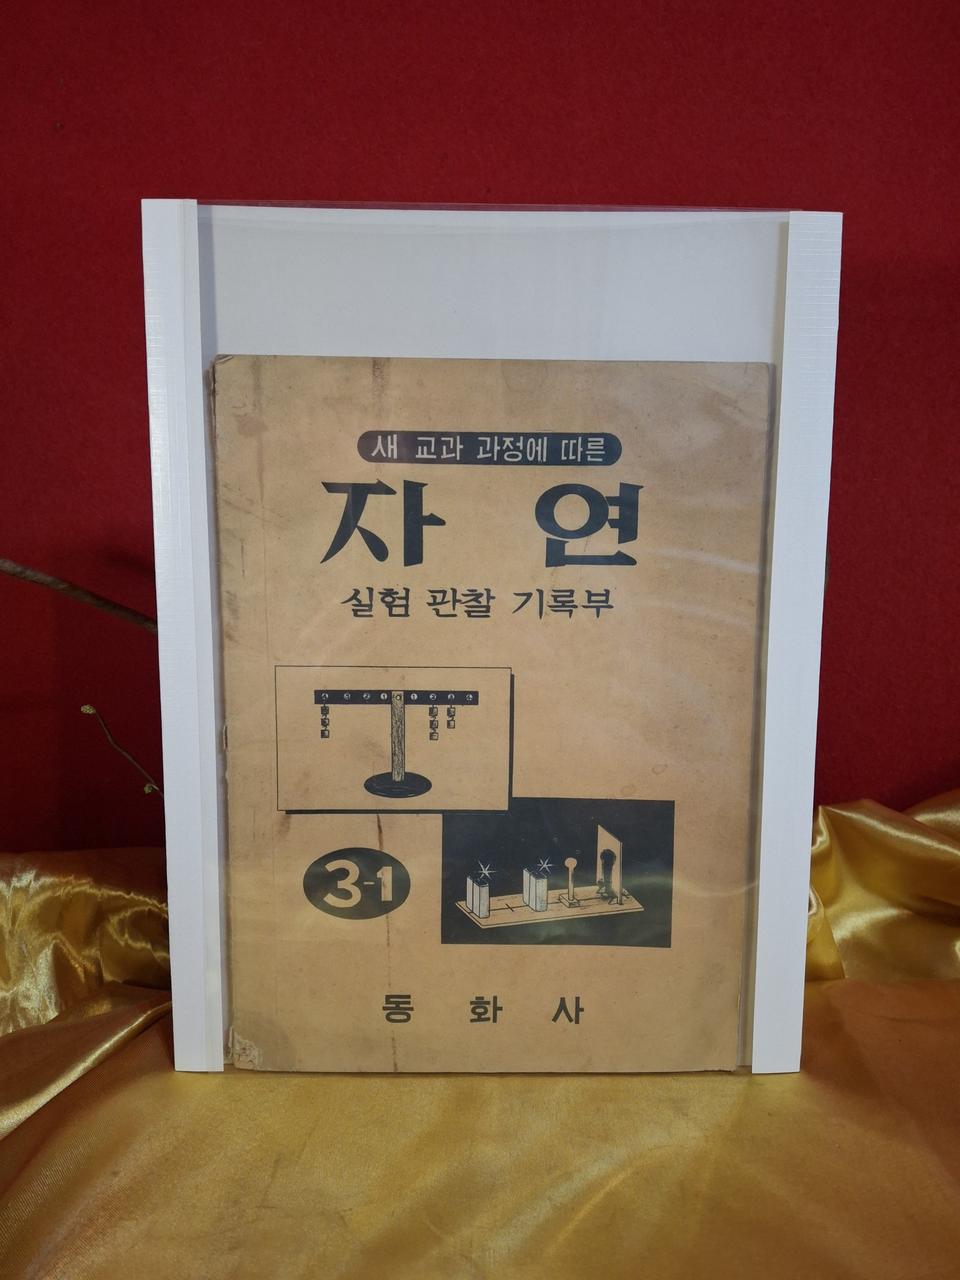 새 교과 과정에 따른
자 연
실험 관찰 기록부
3-1
동 화 사